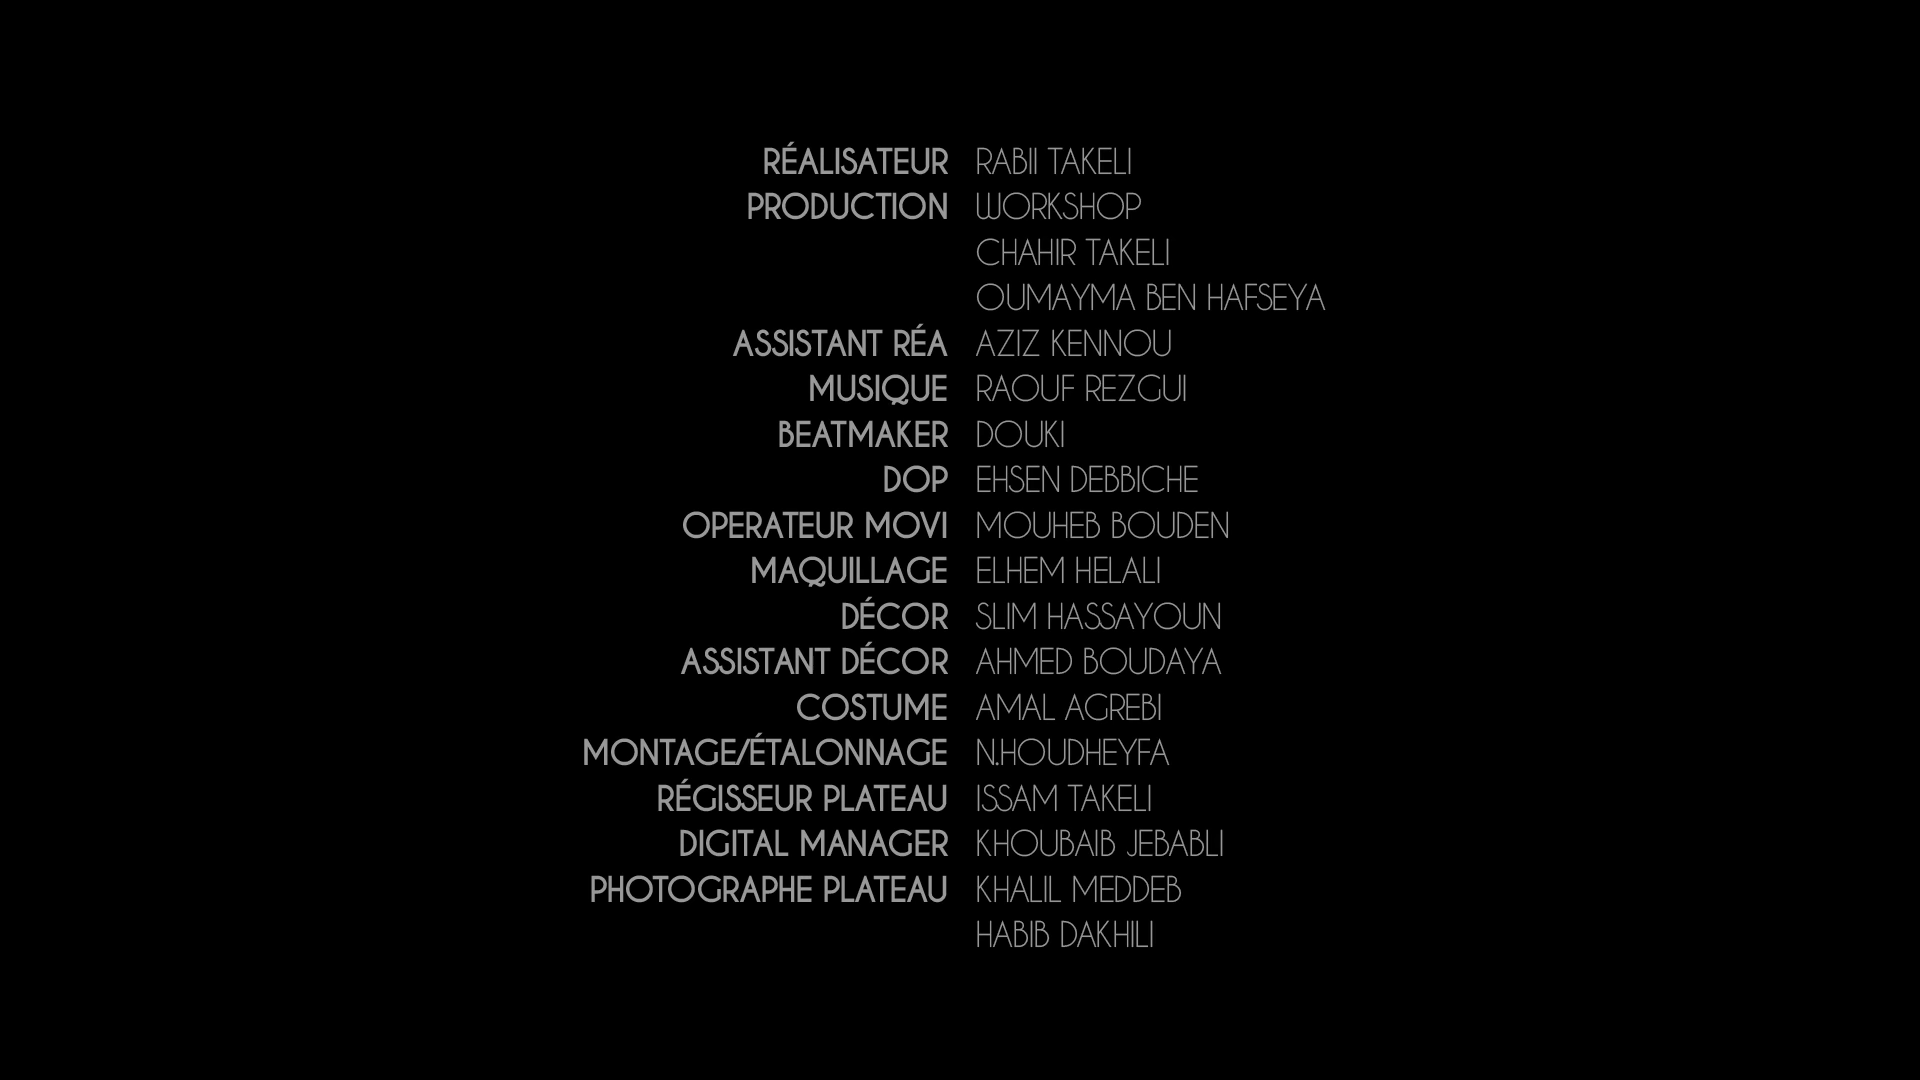 RÉALISATEUR RABII TAKELI
PRODUCTION WORKSHOP
CHAHIR TAKELI
OUMAYMA BEN HAFSEYA
ASSISTANT RÉA AZIZ KENNOU
MUSIQUE RAOUF REZGUI
BEATMAKER DOUKI
DOP EHSEN DEBBICHE
OPERATEUR MOVI MOUHEB BOUDEN
MAQUILLAGE ELHEM HELALI
DÉCOR SLIM HASSAYOUN
ASSISTANT DÉCOR AHMED BOUDAYA
COSTUME AMAL AGREBI
MONTAGE/ÉTALONNAGE N.HOUDHEYFA
RÉGISSEUR PLATEAU ISSAM TAKELI
DIGITAL MANAGER KHOUBAIB JEBABLI
PHOTOGRAPHE PLATEAU KHALIL MEDDEB
HABIB DAKHILI